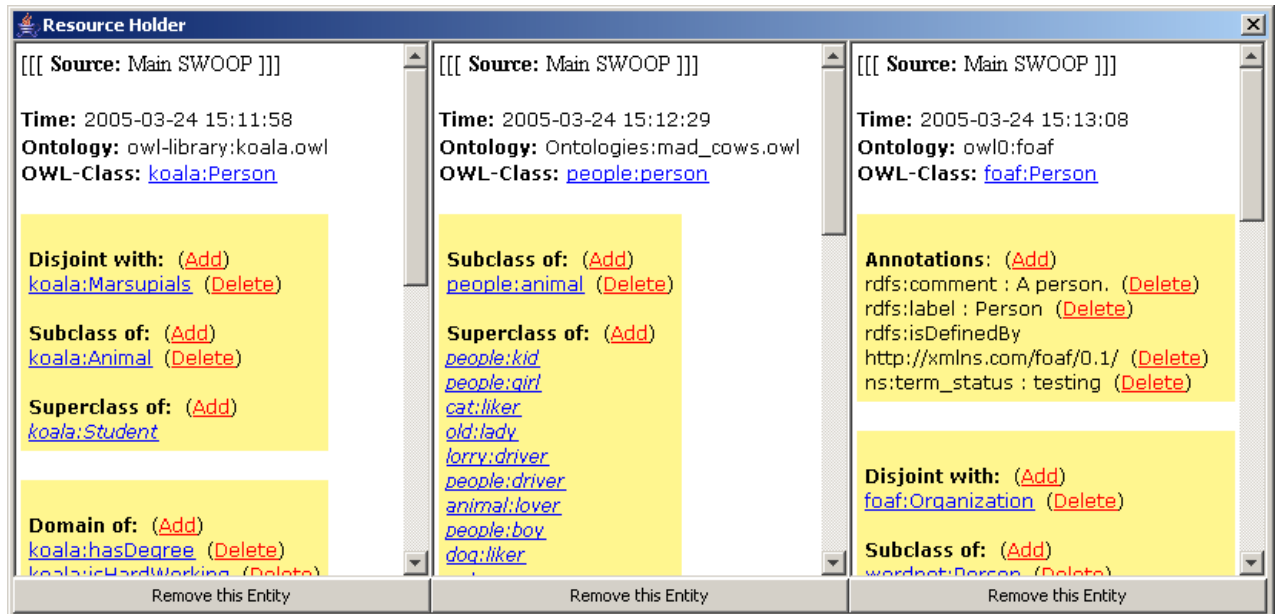 Resource Holder
[[[ Source: Main SWOOP ]]]
Time: 2005-03-24 15:11:58
Ontology: owl-library:koala.owl
OWL-Class: koala:Person
Disjoint with: (Add)
koala:Marsupials (Delete)
Subclass of: (Add)
koala:Animal (Delete)
Superclass of: (Add)
koala:Student
Domain of: (Add)
koala:hasDegree (Delete)
koala:isHardWorking (Delete)
Remove this Entity
[[[ Source: Main SWOOP ]]]
Time: 2005-03-24 15:12:29
Ontology: Ontologies:mad_cows.owl
OWL-Class: people:person
Subclass of: (Add)
people:animal (Delete)
Superclass of: (Add)
people:kid
people:girl
cat:liker
old:lady
lorry:driver
people:driver
animal:lover
people:boy
dog:liker
Remove this Entity
[[[ Source: Main SWOOP ]]]
Time: 2005-03-24 15:13:08
Ontology: owl0:foaf
OWL-Class: foaf:Person
Annotations: (Add)
rdfs:comment : A person. (Delete)
rdfs:label : Person (Delete)
rdfs:isDefinedBy
http://xmlns.com/foaf/0.1/ (Delete)
ns:term_status : testing (Delete)
Disjoint with: (Add)
foaf:Organization (Delete)
Subclass of: (Add)
wordnet:Person (Delete)
Remove this Entity